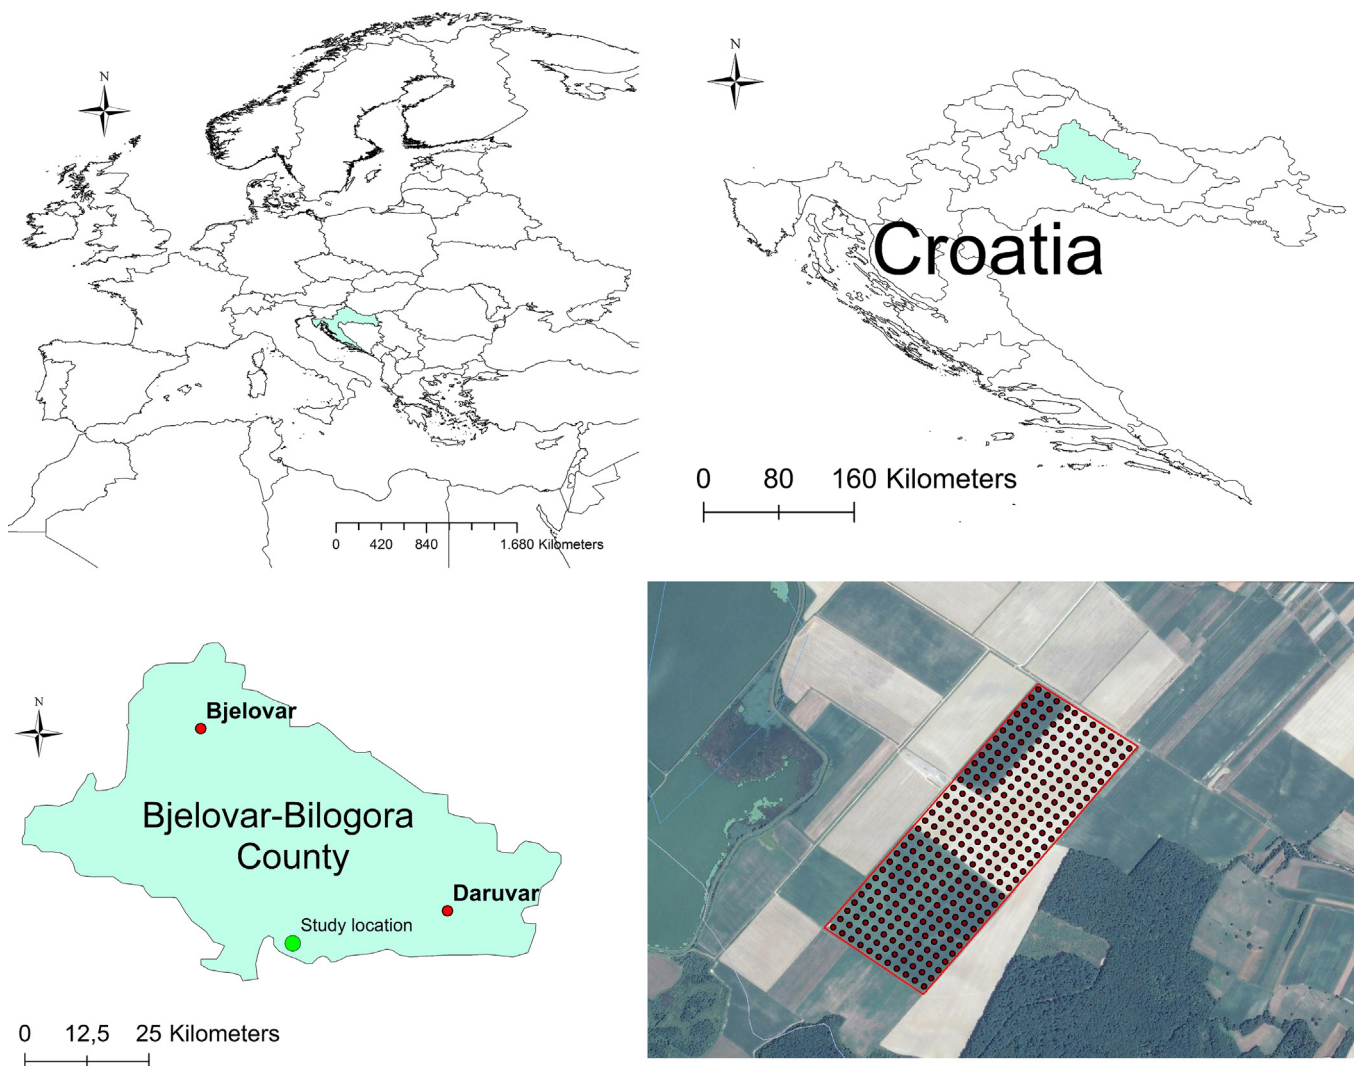 N
0 420 840 1.680 Kilometers
N
Croatia
0 80 160 Kilometers
N
Bjelovar
Bjelovar-Bilogora
County
Daruvar
Study location
0 12,5 25 Kilometers